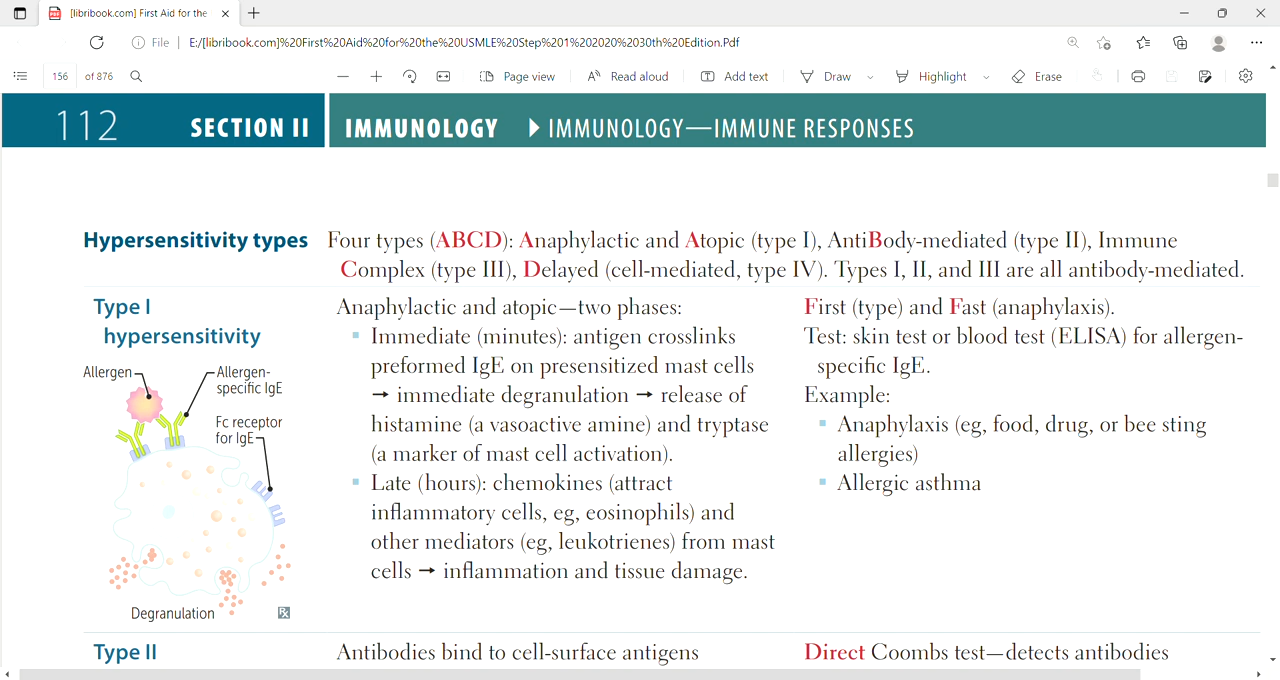 [libribook.com] First Aid for the
File | E:/[libribook.com]%20First%20Aid%20for%20the%20USMLE%20Step%201%202020%2030th%20Edition.Pdf
156 of 876
Page view
Read aloud
Add text
Draw
Highlight
Erase
112 SECTION II IMMUNOLOGY ▶ IMMUNOLOGY—IMMUNE RESPONSES
Hypersensitivity types
Four types (ABCD): Anaphylactic and Atopic (type I), AntiBody-mediated (type II), Immune
Complex (type III), Delayed (cell-mediated, type IV). Types I, II, and III are all antibody-mediated.
Type I
hypersensitivity
Allergen
Allergen-
specific IgE
Fc receptor
for IgE
Degranulation
Rx
Anaphylactic and atopic—two phases:
▪ Immediate (minutes): antigen crosslinks
preformed IgE on presensitized mast cells
→ immediate degranulation → release of
histamine (a vasoactive amine) and tryptase
(a marker of mast cell activation).
▪ Late (hours): chemokines (attract
inflammatory cells, eg, eosinophils) and
other mediators (eg, leukotrienes) from mast
cells → inflammation and tissue damage.
First (type) and Fast (anaphylaxis).
Test: skin test or blood test (ELISA) for allergen-
specific IgE.
Example:
▪ Anaphylaxis (eg, food, drug, or bee sting
allergies)
▪ Allergic asthma
Type II
Antibodies bind to cell-surface antigens
Direct Coombs test—detects antibodies